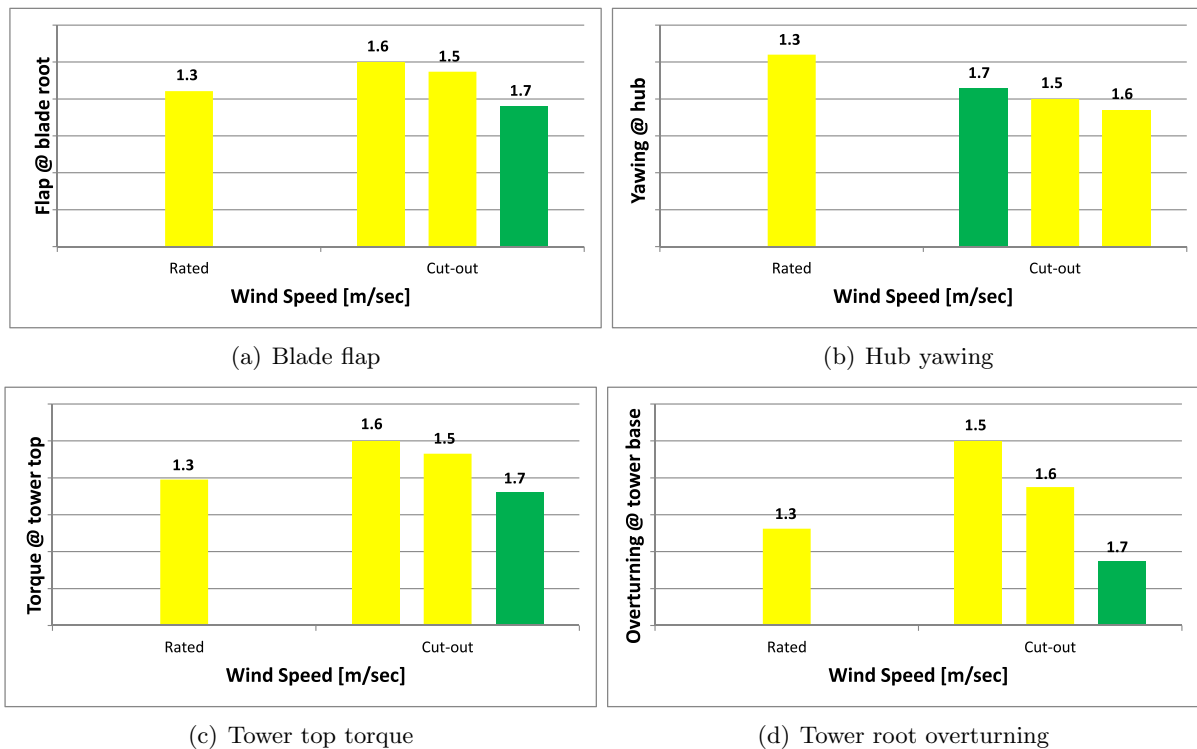 Flap @ blade root
1.3
1.6
1.5
1.7
Rated
Cut-out
Wind Speed [m/sec]
(a) Blade flap
Yawing @ hub
1.3
1.7
1.5
1.6
Rated
Cut-out
Wind Speed [m/sec]
(b) Hub yawing
Torque @ tower top
1.3
1.6
1.5
1.7
Rated
Cut-out
Wind Speed [m/sec]
(c) Tower top torque
Overturning @ tower base
1.3
1.5
1.6
1.7
Rated
Cut-out
Wind Speed [m/sec]
(d) Tower root overturning